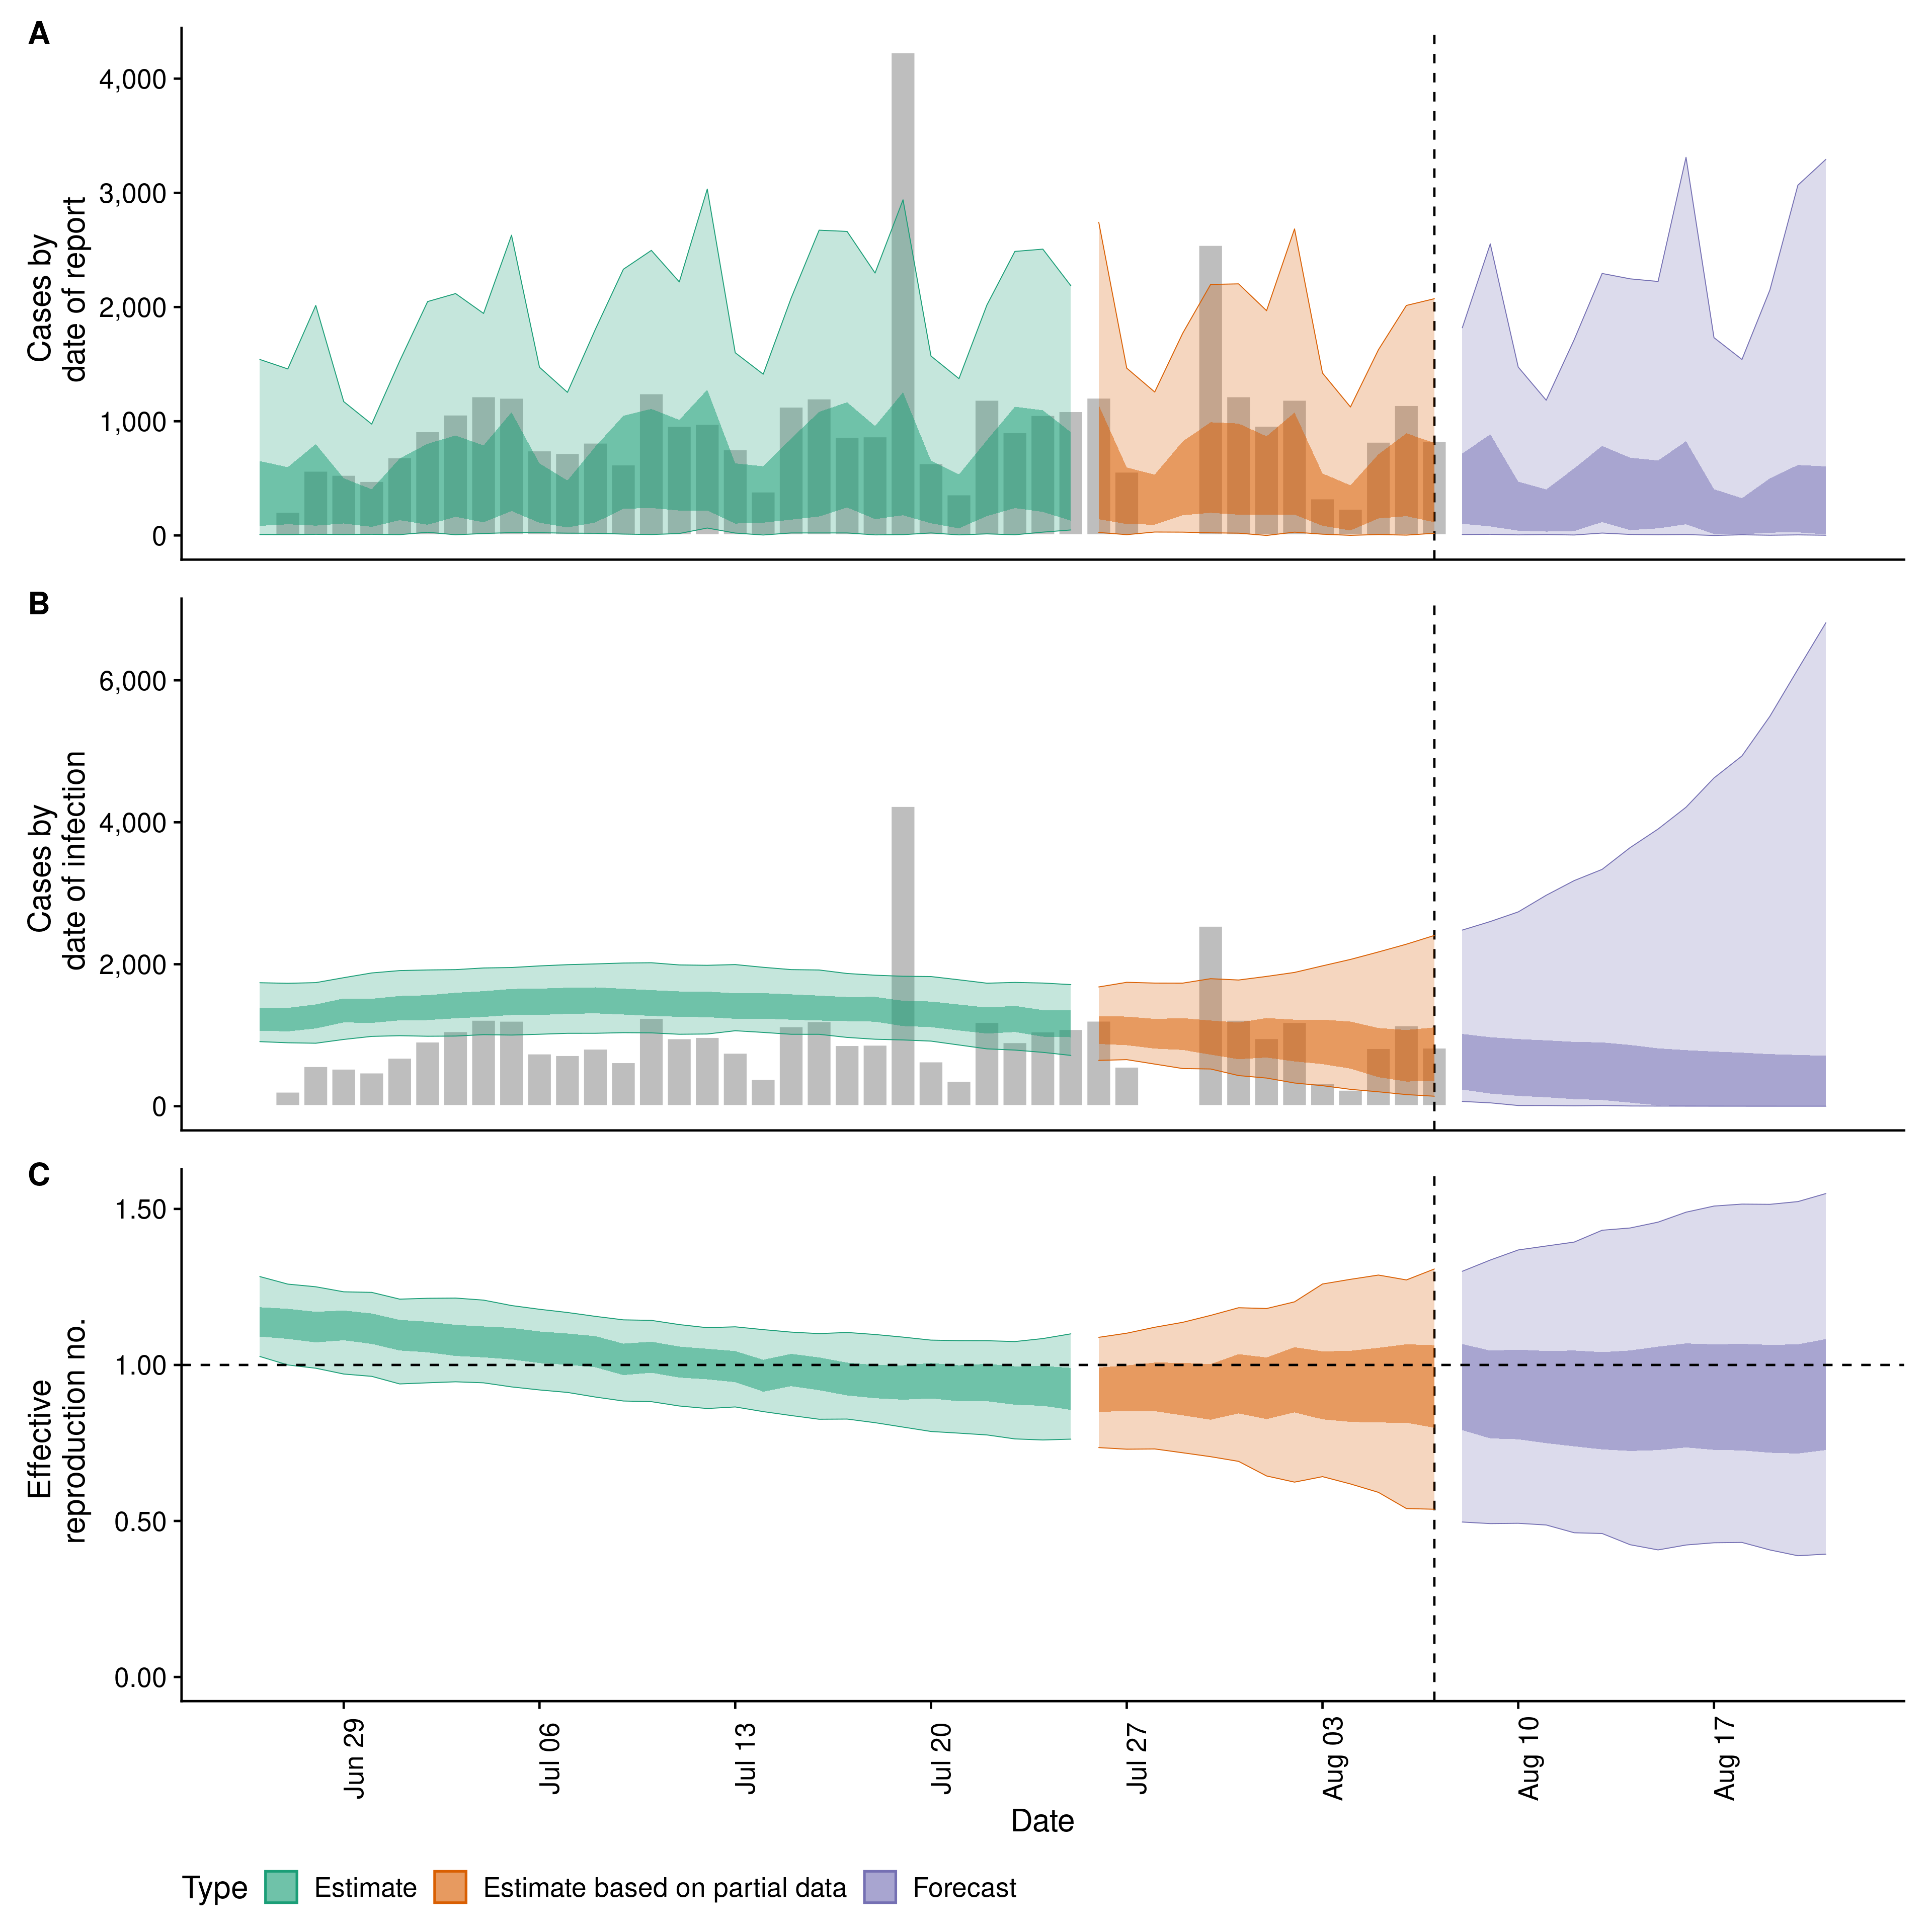 A
4,000
3,000
2,000
1,000
0
Cases by
date of report
B
6,000
4,000
2,000
0
Cases by
date of infection
C
1.50
1.00
0.50
0.00
Effective
reproduction no.
Jun 29
Jul 06
Jul 13
Jul 20
Jul 27
Aug 03
Aug 10
Aug 17
Date
Type Estimate Estimate based on partial data Forecast